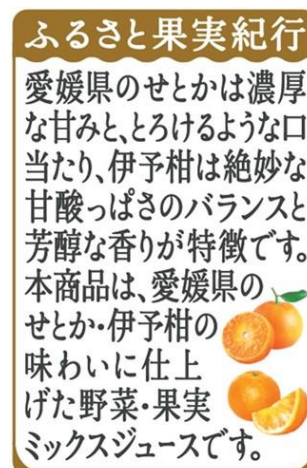 ふるさと果実紀行
愛媛県のせとかは濃厚
な甘みと、とろけるような口
当たり、伊予柑は絶妙な
甘酸っぱさのバランスと
芳醇な香りが特徴です。
本商品は、愛媛県の
せとか・伊予柑の
味わいに仕上
げた野菜・果実
ミックスジュースです。